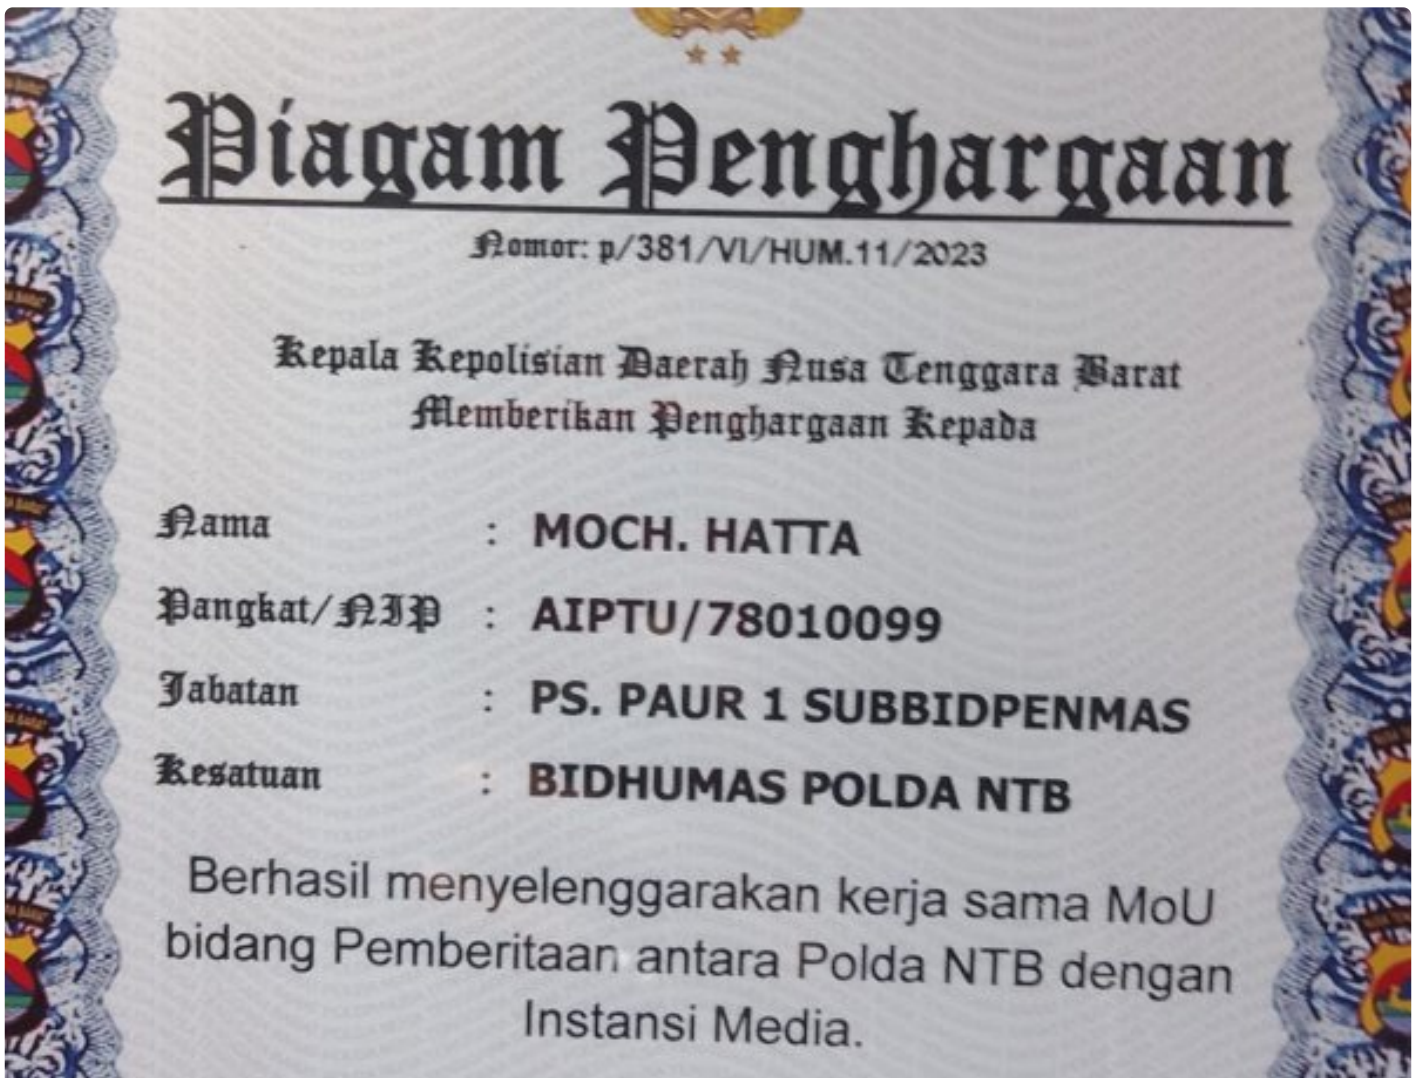 Piagam Penghargaan
Nomor: p/381/VI/HUM.11/2023
Kepala Kepolisian Daerah Nusa Tenggara Barat
Memberikan Penghargaan Kepada
Nama : MOCH. HATTA
Pangkat/NIP : AIPTU/78010099
Jabatan : PS. PAUR 1 SUBBIDPENMAS
Kesatuan : BIDHUMAS POLDA NTB
Berhasil menyelenggarakan kerja sama MoU
bidang Pemberitaan antara Polda NTB dengan
Instansi Media.